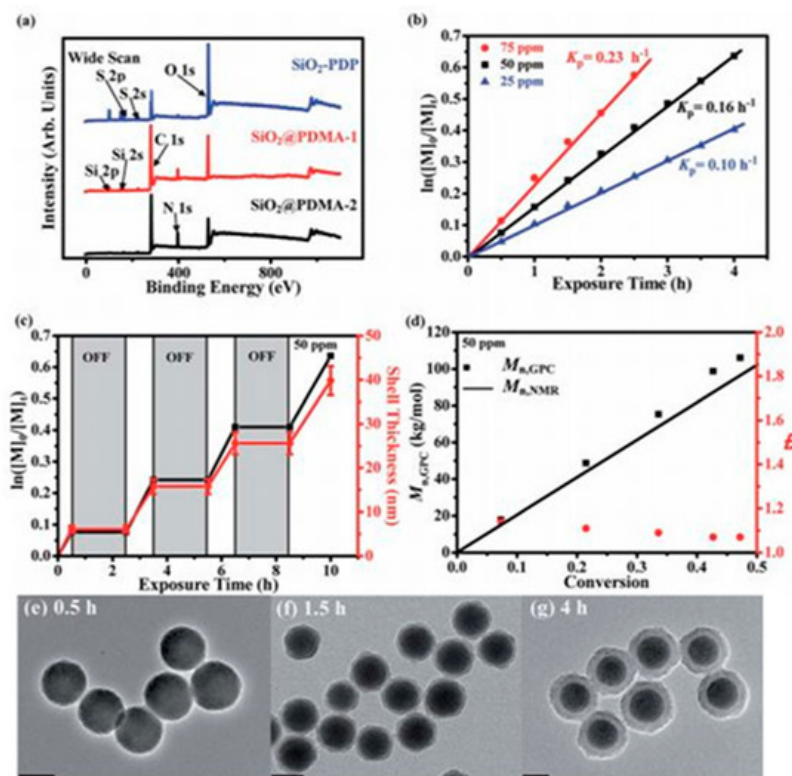 (a)
Wide Scan
S 2p
S 2s
O 1s
SiO2-PDP
Si 2p
Si 2s
C 1s
SiO2@PDMA-1
N 1s
SiO2@PDMA-2
Intensity (Arb. Units)
0 400 800
Binding Energy (eV)
(b)
75 ppm
50 ppm
25 ppm
Kp= 0.23 h-1
Kp=0.16 h-1
Kp=0.10 h-1
ln([M]0/[M]t)
0.7
0.6
0.5
0.4
0.3
0.2
0.1
0.0
0 1 2 3 4
Exposure Time (h)
(c)
OFF OFF OFF
50 ppm
ln([M]0/[M]t)
0.7
0.6
0.5
0.4
0.3
0.2
0.1
0.0
0 2 4 6 8 10
Exposure Time (h)
50
40
30
20
10
0
Shell Thickness (nm)
(d)
50 ppm
Mn,GPC
Mn,NMR
Mn,GPC (kg/mol)
120
100
80
60
40
20
0
0.0 0.1 0.2 0.3 0.4 0.5
Conversion
2.0
1.8
1.6
1.4
1.2
1.0
(e) 0.5 h
(f) 1.5 h
(g) 4 h